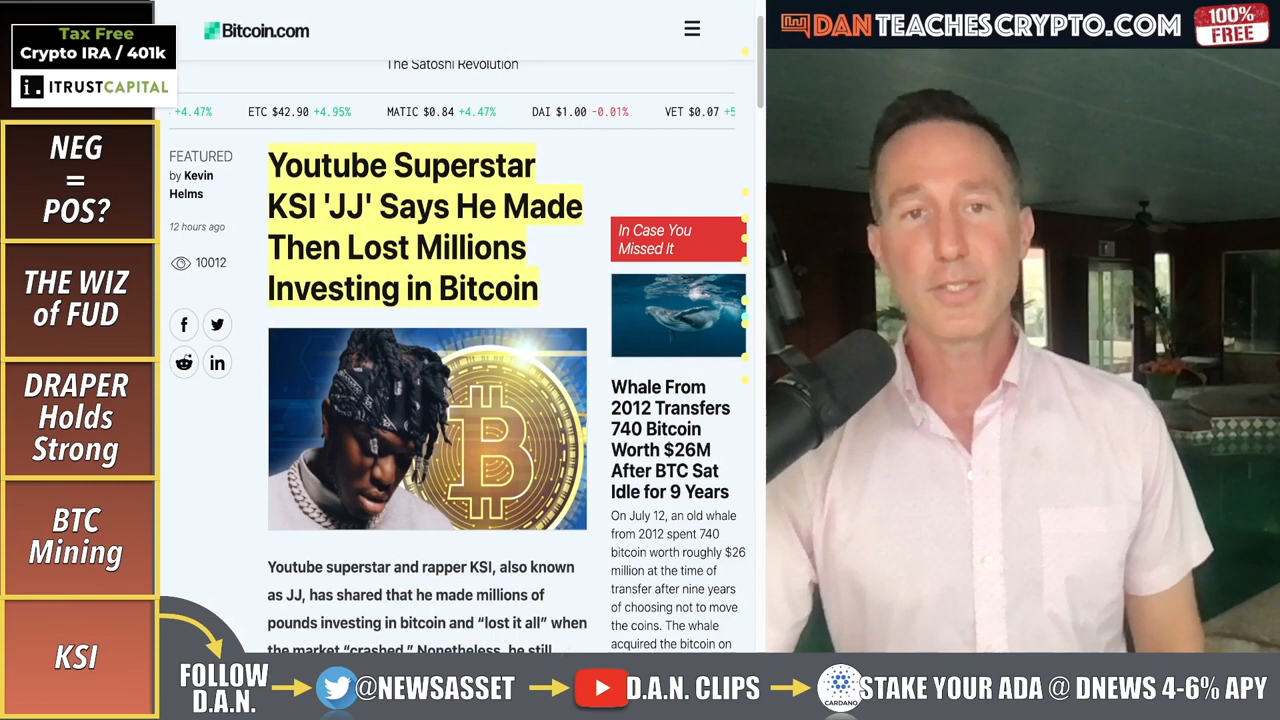 Tax Free
Crypto IRA / 401k
i. ITRUSTCAPITAL
NEG
=
POS?
THE WIZ
of FUD
DRAPER
Holds
Strong
BTC
Mining
KSI
Bitcoin.com
The Satoshi Revolution
+4.47% ETC $42.90 +4.95% MATIC $0.84 +4.47% DAI $1.00 -0.01% VET $0.07 +5
FEATURED
by Kevin
Helms
12 hours ago
10012
Youtube Superstar
KSI 'JJ' Says He Made
Then Lost Millions
Investing in Bitcoin
Youtube superstar and rapper KSI, also known
as JJ, has shared that he made millions of
pounds investing in bitcoin and “lost it all” when
the market “crashed.” Nonetheless, he still
In Case You
Missed It
Whale From
2012 Transfers
740 Bitcoin
Worth $26M
After BTC Sat
Idle for 9 Years
On July 12, an old whale
from 2012 spent 740
bitcoin worth roughly $26
million at the time of
transfer after nine years
of choosing not to move
the coins. The whale
acquired the bitcoin on
DANTEACHESCRYPTO.COM
100%
FREE
FOLLOW
D.A.N.
@NEWSASSET
D.A.N. CLIPS
CARDANO
STAKE YOUR ADA @ DNEWS 4-6% APY